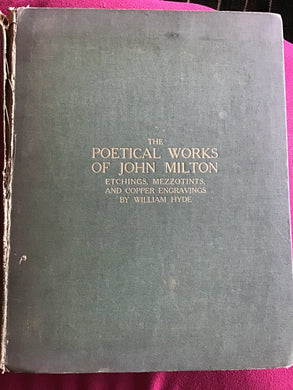 THE
POETICAL WORKS
OF JOHN MILTON
ETCHINGS, MEZZOTINTS,
AND COPPER ENGRAVINGS
BY WILLIAM HYDE